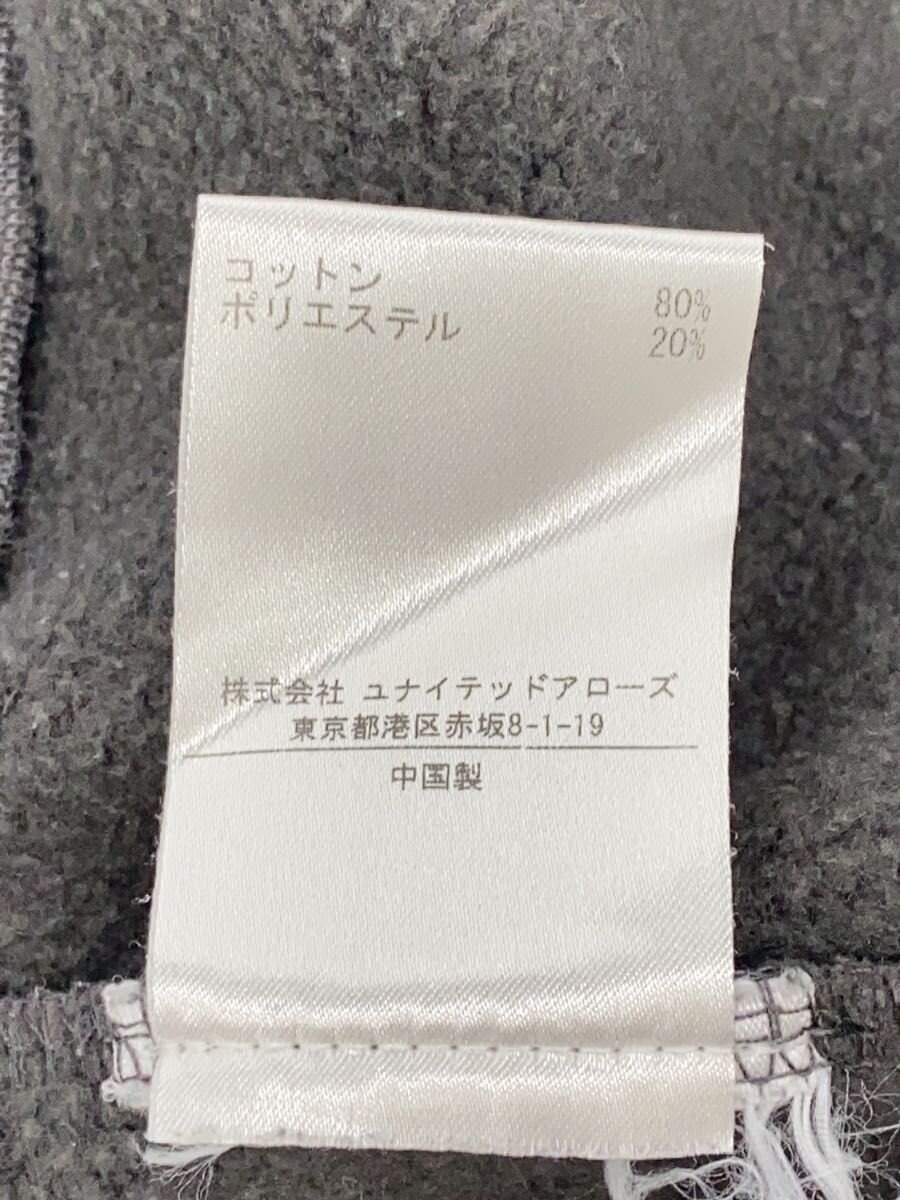 コットン 80%
ポリエステル 20%
株式会社 ユナイテッドアローズ
東京都港区赤坂8-1-19
中国製